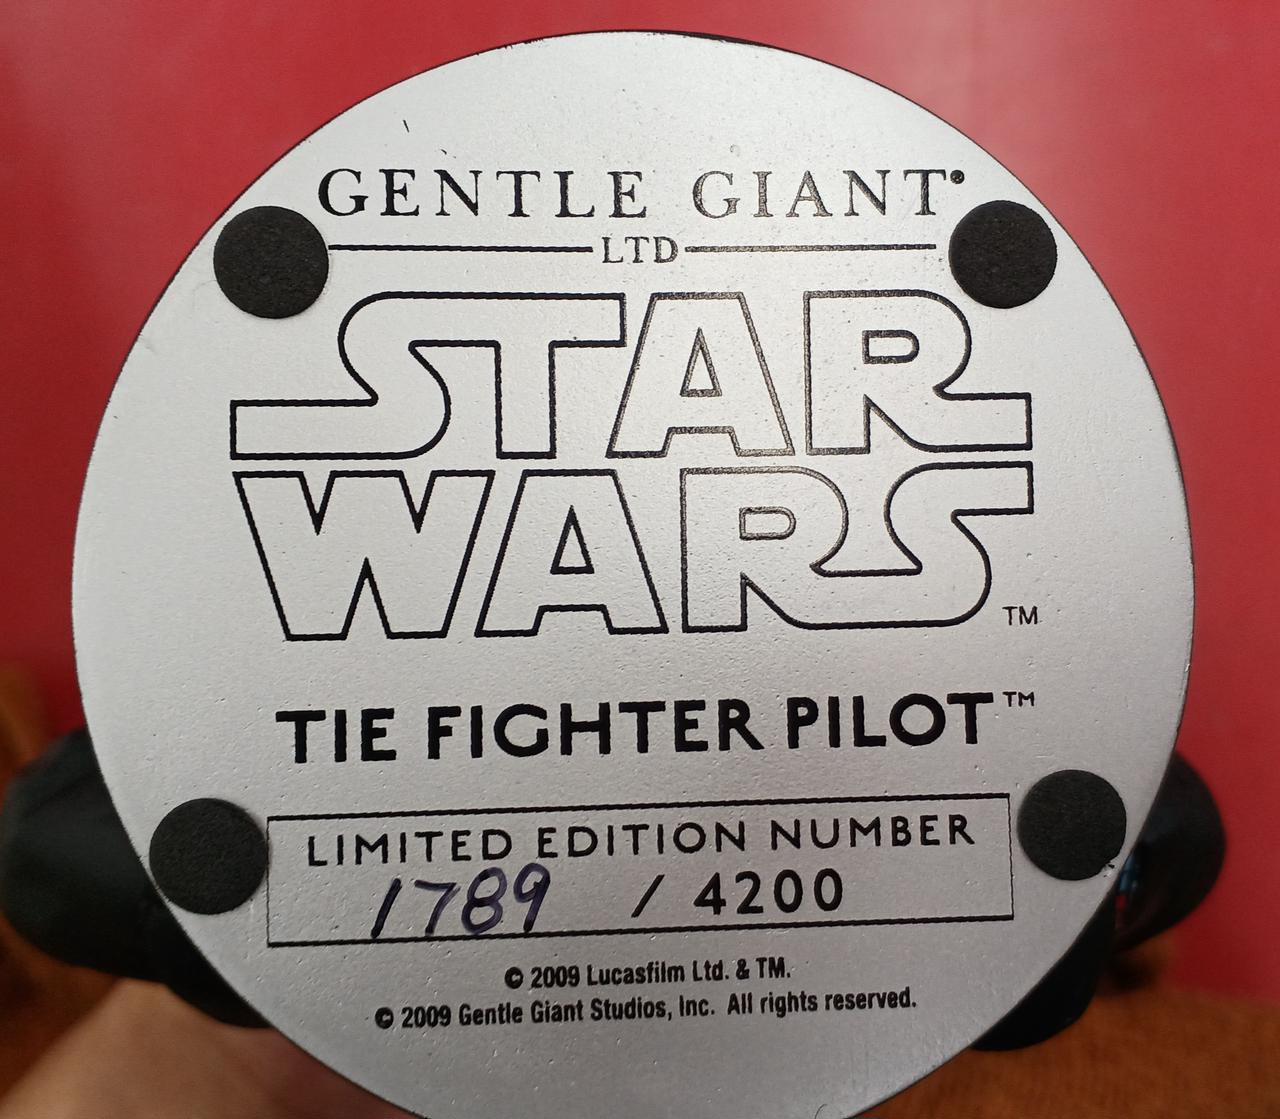 GENTLE GIANT®
LTD
STAR
WARS TM
TIE FIGHTER PILOT™
LIMITED EDITION NUMBER
1789 / 4200
© 2009 Lucasfilm Ltd. & TM.
© 2009 Gentle Giant Studios, Inc. All rights reserved.